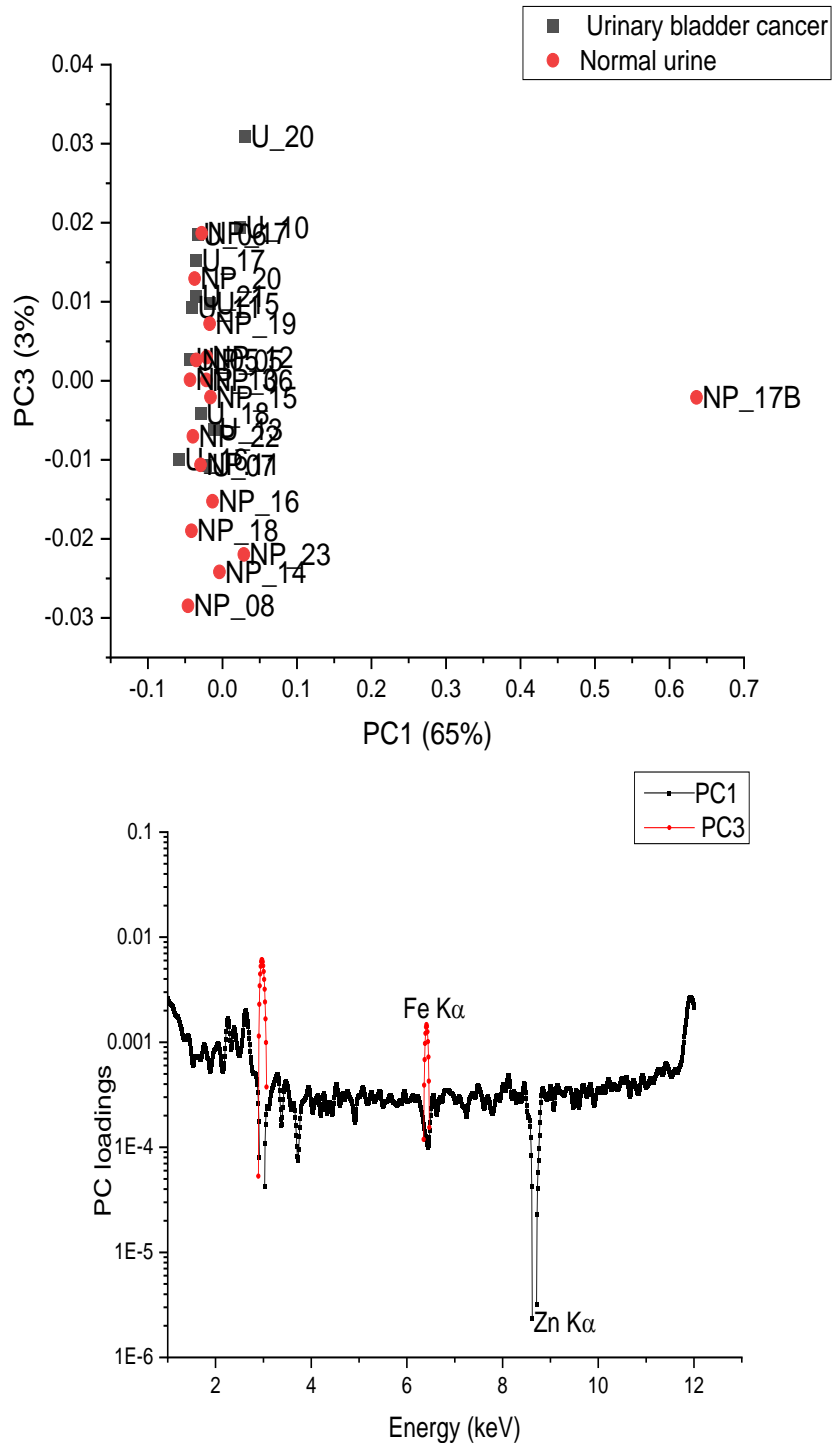 Urinary bladder cancer
Normal urine
0.04
0.03
0.02
0.01
0.00
-0.01
-0.02
-0.03
PC3 (3%)
U_20
U_10
U_17
NP_20
NP_19
NP_15
NP_17B
U_18
NP_22
NP_16
NP_18
NP_23
NP_14
NP_08
-0.1 0.0 0.1 0.2 0.3 0.4 0.5 0.6 0.7
PC1 (65%)
PC1
PC3
0.1
0.01
0.001
1E-4
1E-5
1E-6
PC loadings
Fe Kα
Zn Kα
2 4 6 8 10 12
Energy (keV)